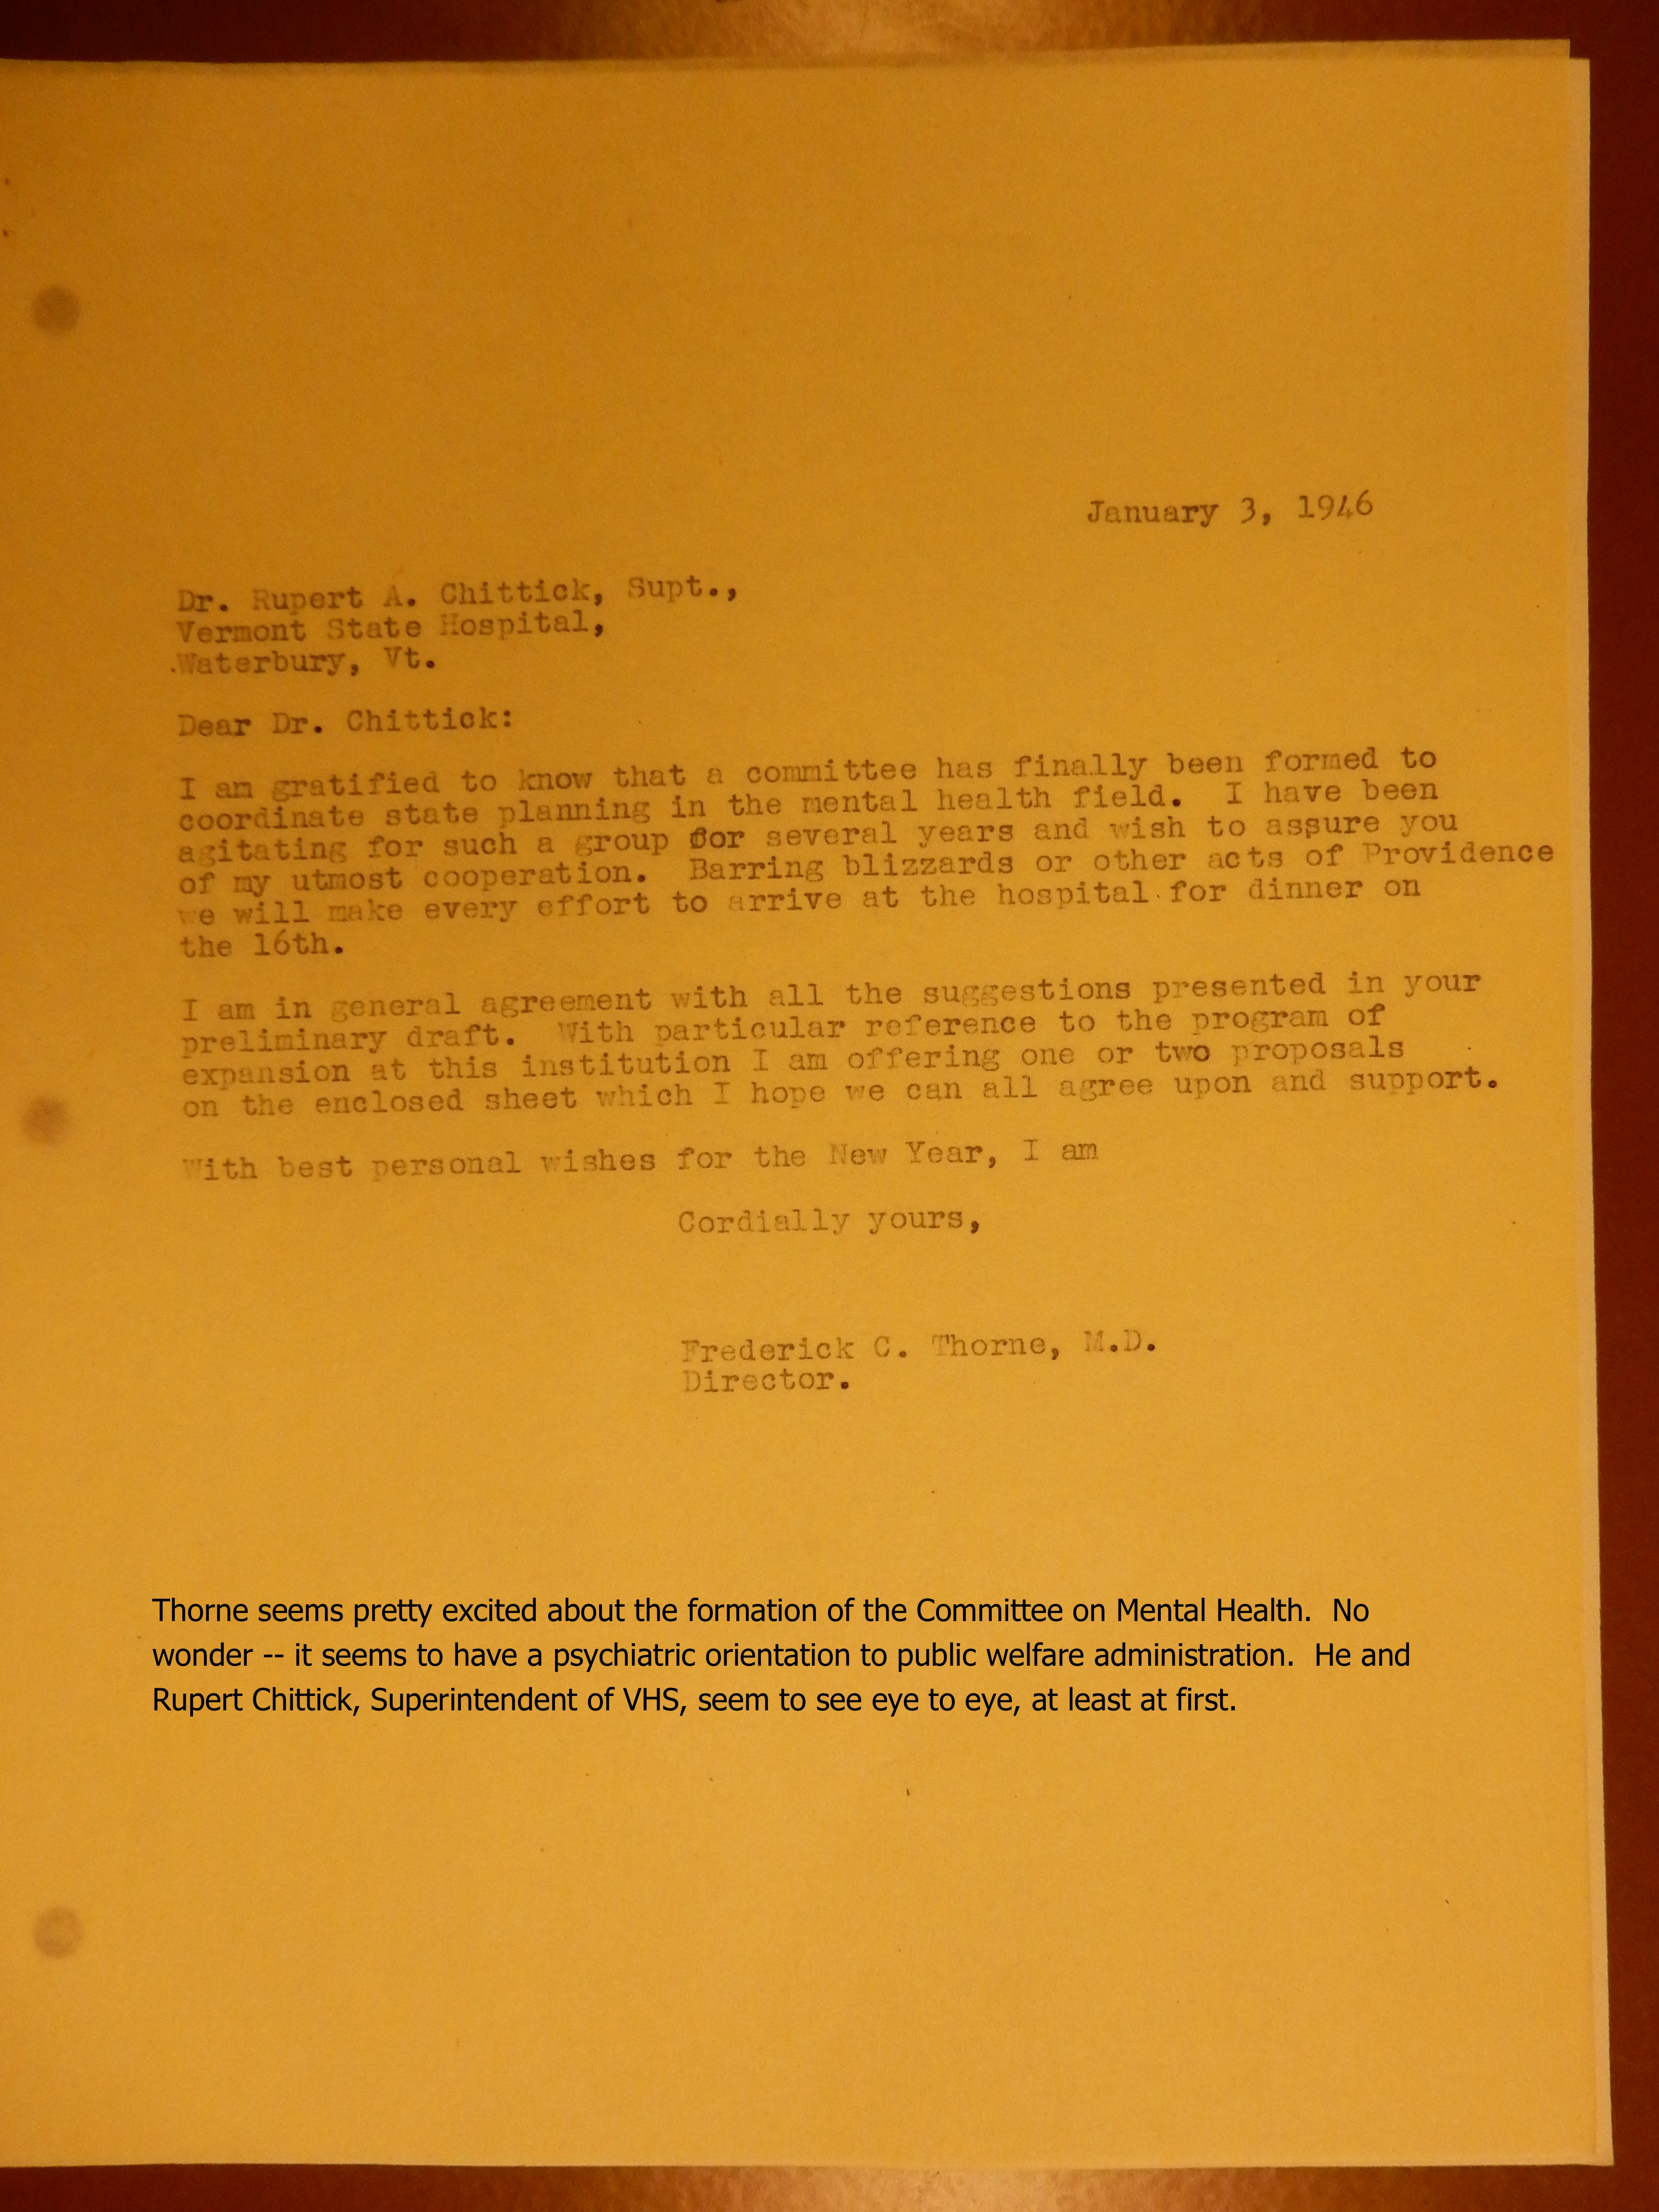 January 3, 1946
Dr. Rupert A. Chittick, Supt.,
Vermont State Hospital,
Waterbury, Vt.
Dear Dr. Chittick:
I am gratified to know that a committee has finally been formed to
coordinate state planning in the mental health field.  I have been
agitating for such a group for several years and wish to assure you
of my utmost cooperation.  Barring blizzards or other acts of Providence
we will make every effort to arrive at the hospital for dinner on
the 16th.
I am in general agreement with all the suggestions presented in your
preliminary draft.  With particular reference to the program of
expansion at this institution I am offering one or two proposals
on the enclosed sheet which I hope we can all agree upon and support.
With best personal wishes for the New Year, I am
Cordially yours,
Frederick C. Thorne, M.D.
Director.
Thorne seems pretty excited about the formation of the Committee on Mental Health.  No
wonder -- it seems to have a psychiatric orientation to public welfare administration.  He and
Rupert Chittick, Superintendent of VHS, seem to see eye to eye, at least at first.